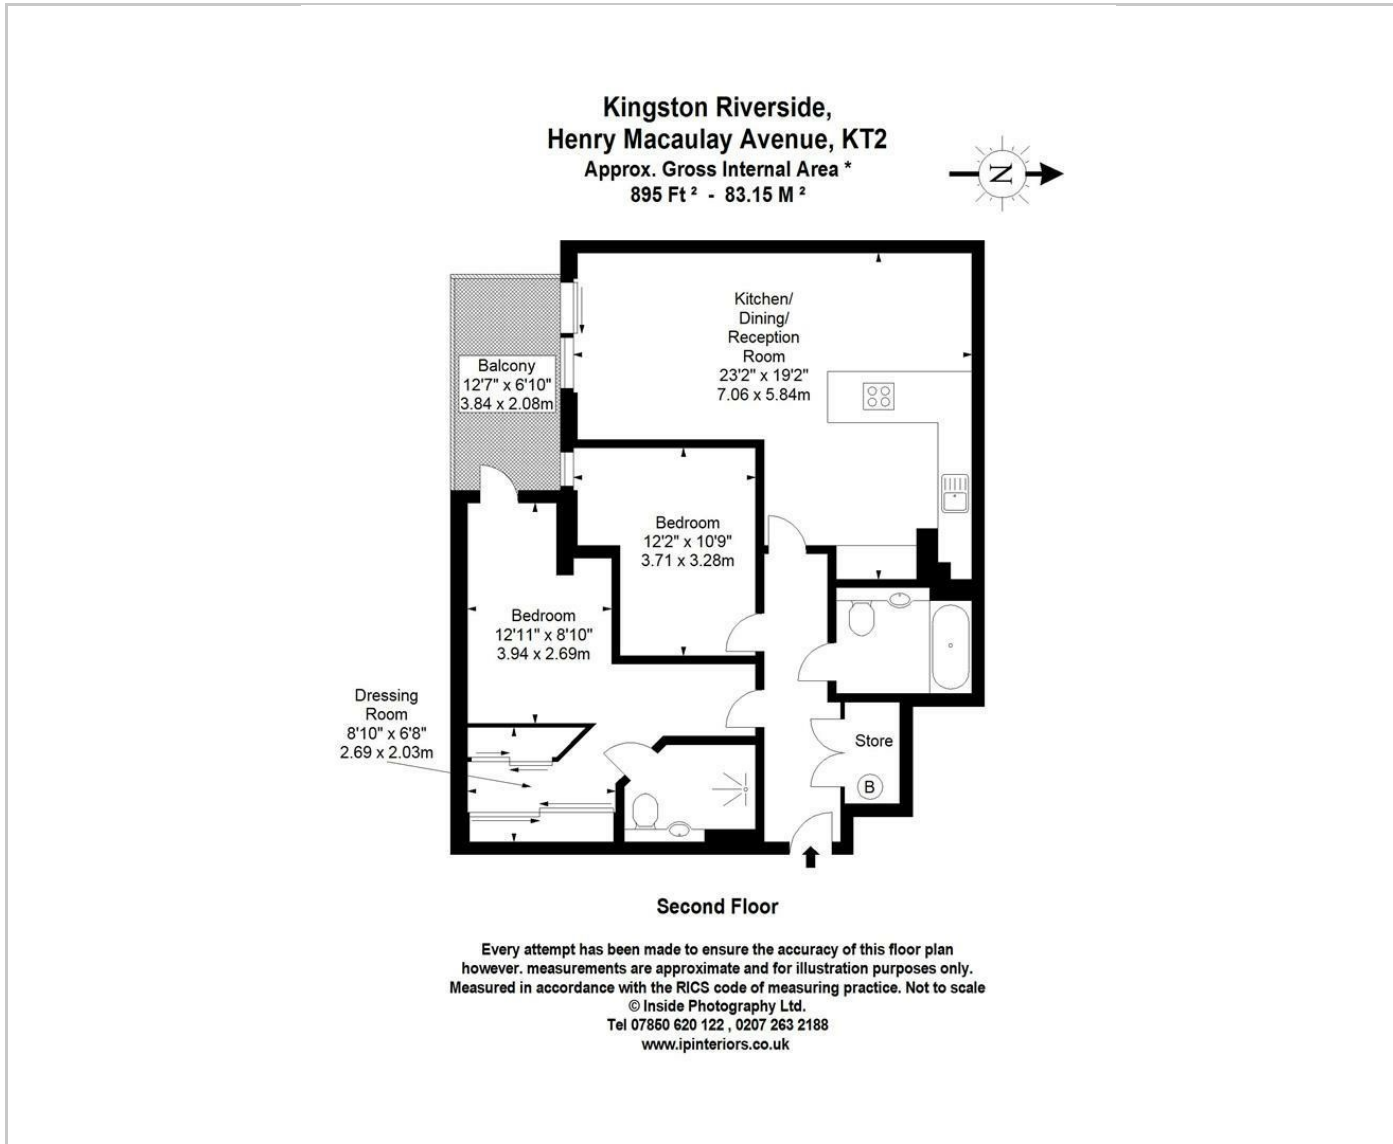 Kingston Riverside,
Henry Macaulay Avenue, KT2
Approx. Gross Internal Area *
895 Ft ² - 83.15 M ²
N
Kitchen/
Dining/
Reception
Room
23'2" x 19'2"
7.06 x 5.84m
Balcony
12'7" x 6'10"
3.84 x 2.08m
Bedroom
12'2" x 10'9"
3.71 x 3.28m
Bedroom
12'11" x 8'10"
3.94 x 2.69m
Dressing
Room
8'10" x 6'8"
2.69 x 2.03m
Store
B
Second Floor
Every attempt has been made to ensure the accuracy of this floor plan
however. measurements are approximate and for illustration purposes only.
Measured in accordance with the RICS code of measuring practice. Not to scale
© Inside Photography Ltd.
Tel 07850 620 122 , 0207 263 2188
www.ipinteriors.co.uk